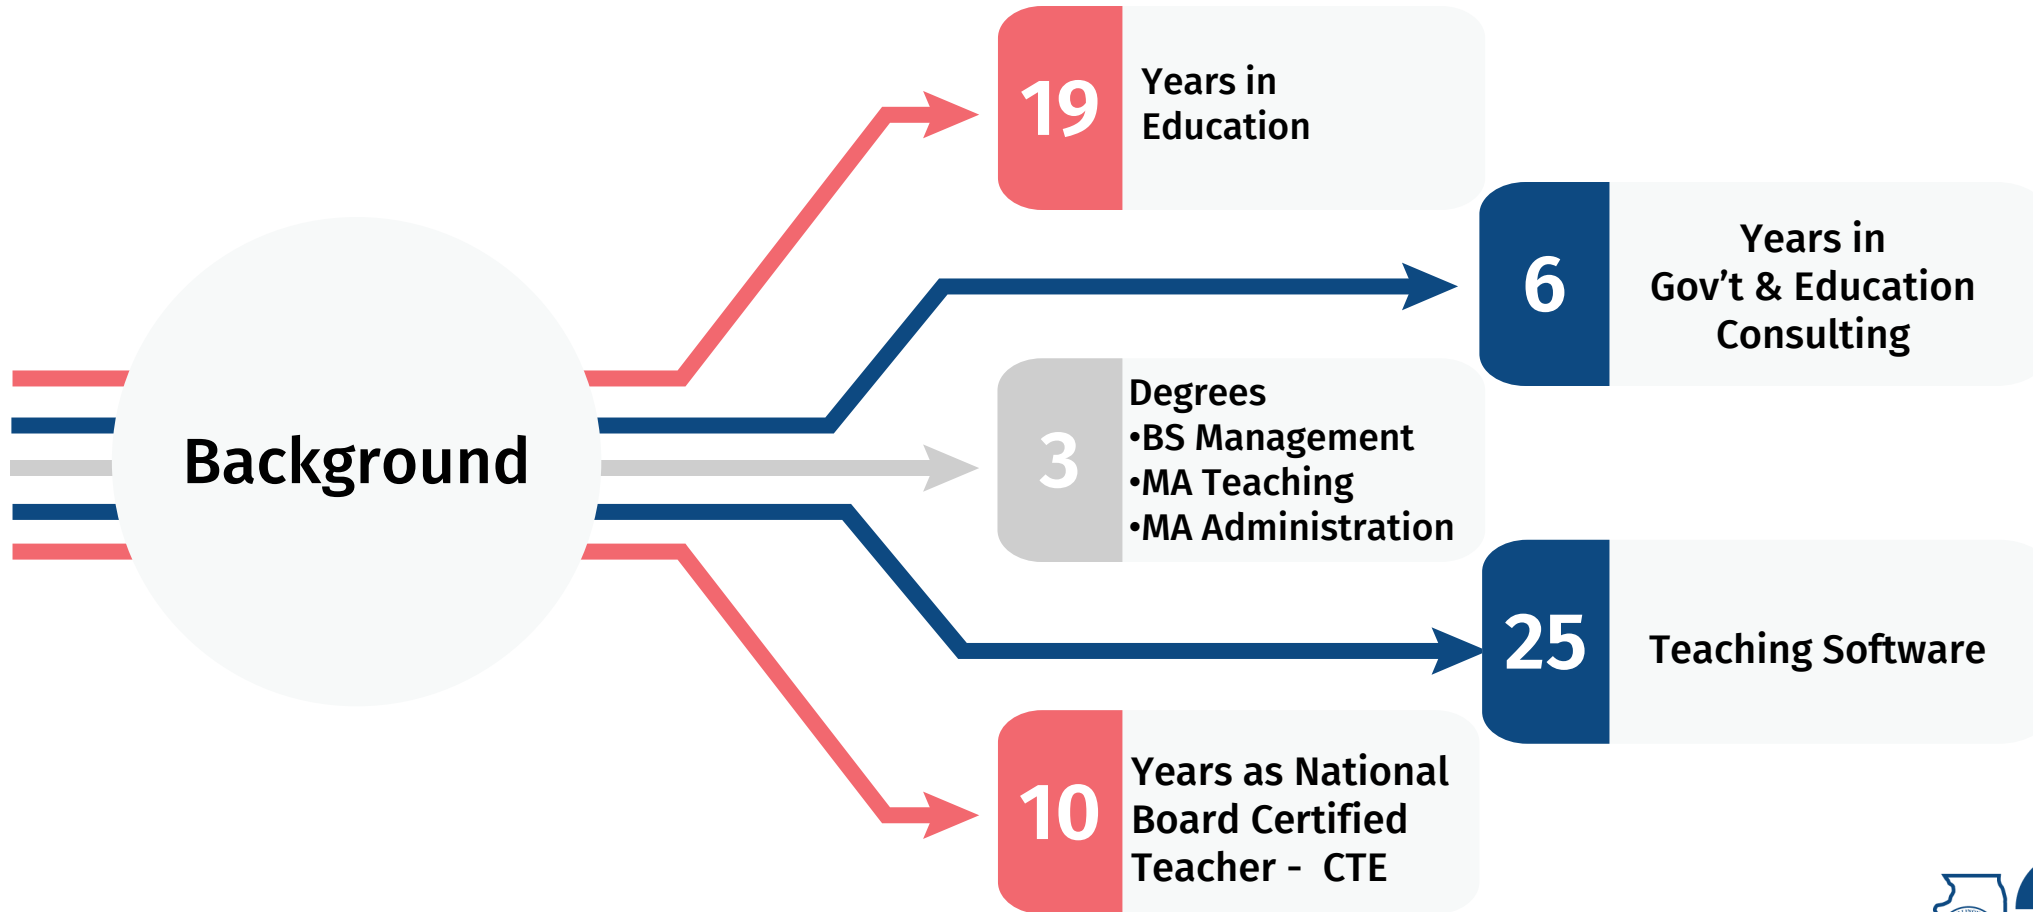 Background
19
Years in
Education
6
Years in
Gov’t & Education
Consulting
3
Degrees
•BS Management
•MA Teaching
•MA Administration
25
Teaching Software
10
Years as National
Board Certified
Teacher - CTE